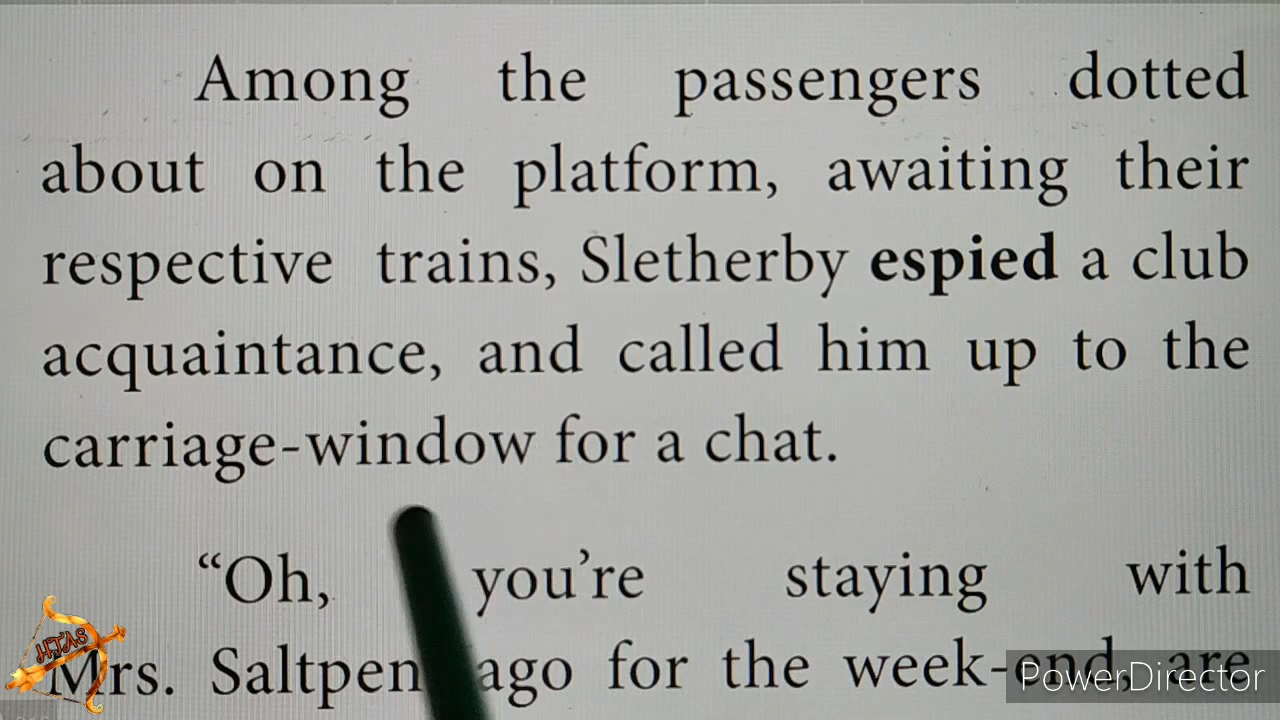 Among the passengers dotted
about on the platform, awaiting their
respective trains, Sletherby espied a club
acquaintance, and called him up to the
carriage-window for a chat.
“Oh, you’re staying with
Mrs. Saltpen ago for the week-end, are
HTAS
PowerDirector